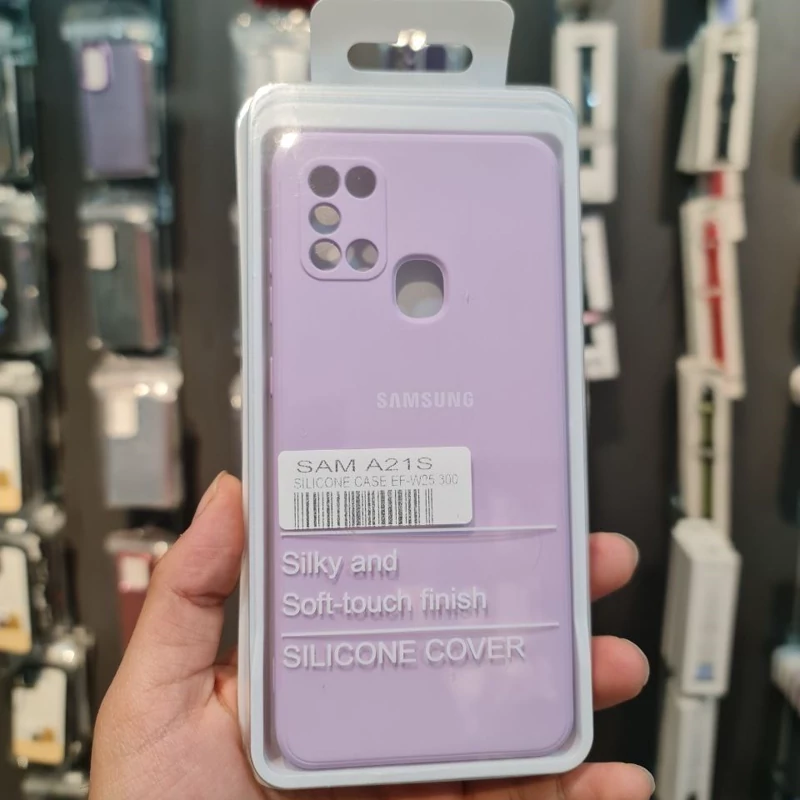 SAMSUNG
SAM A21S
SILICONE CASE EF-W25 300
Silky and
Soft-touch finish
SILICONE COVER